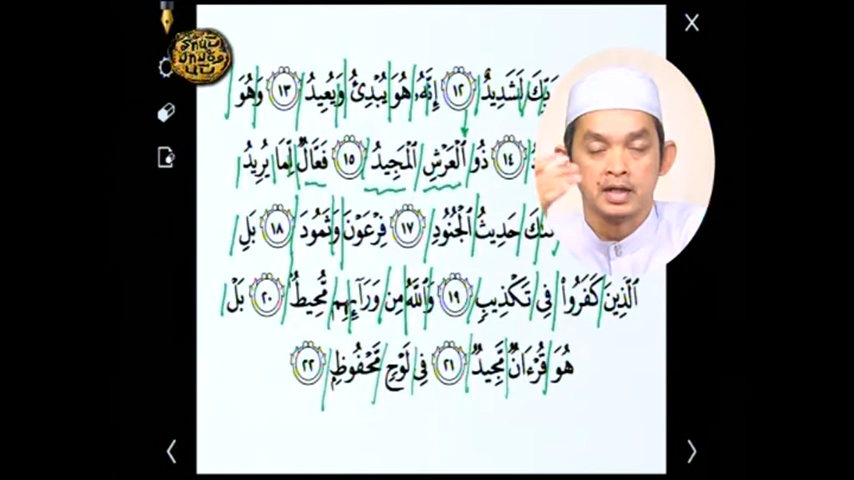 رَبِّكَ لَشَدِيدٌ ١٢ إِنَّهُۥ هُوَ يُبْدِئُ وَيُعِيدُ ١٣ وَهُوَ
١٤ ذُو ٱلْعَرْشِ ٱلْمَجِيدُ ١٥ فَعَّالٌ لِّمَا يُرِيدُ
حَدِيثُ ٱلْجُنُودِ ١٧ فِرْعَوْنَ وَثَمُودَ ١٨ بَلِ
ٱلَّذِينَ كَفَرُوا۟ فِى تَكْذِيبٍ ١٩ وَٱللَّهُ مِن وَرَآئِهِم مُّحِيطٌۢ ٢٠ بَلْ
هُوَ قُرْءَانٌ مَّجِيدٌ ٢١ فِى لَوْحٍ مَّحْفُوظٍۭ ٢٢